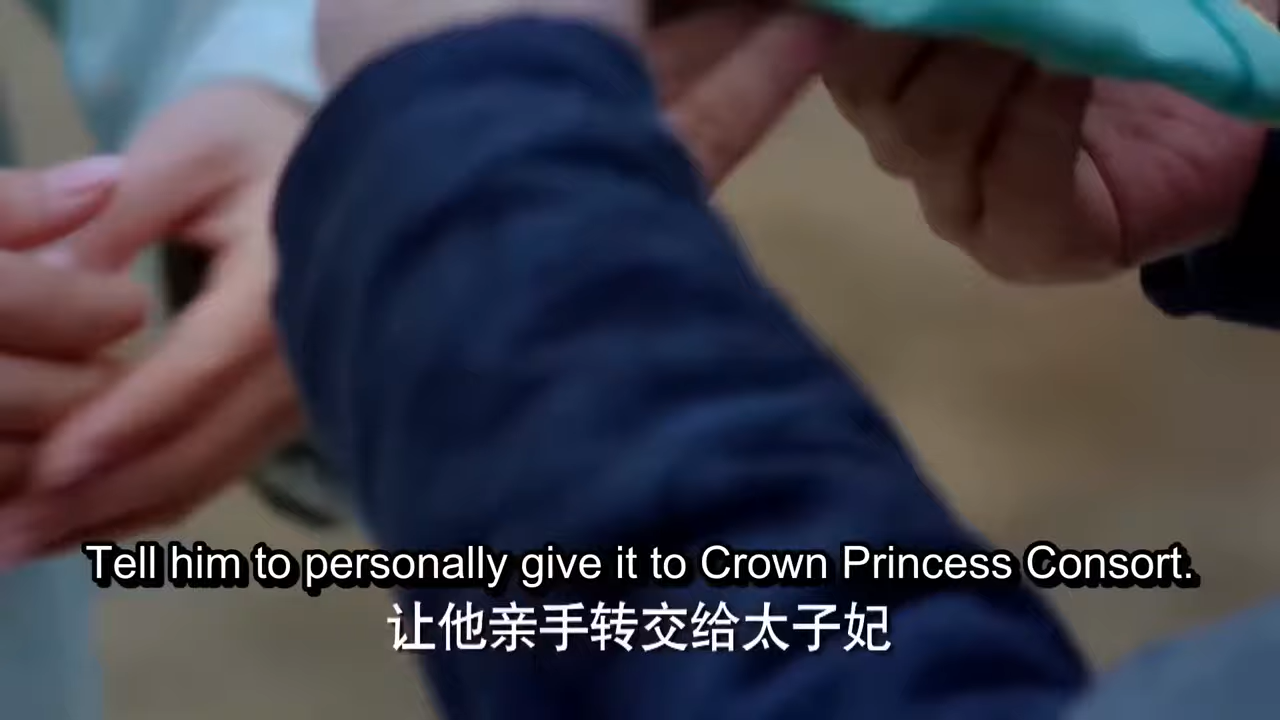 Tell him to personally give it to Crown Princess Consort.
让他亲手转交给太子妃